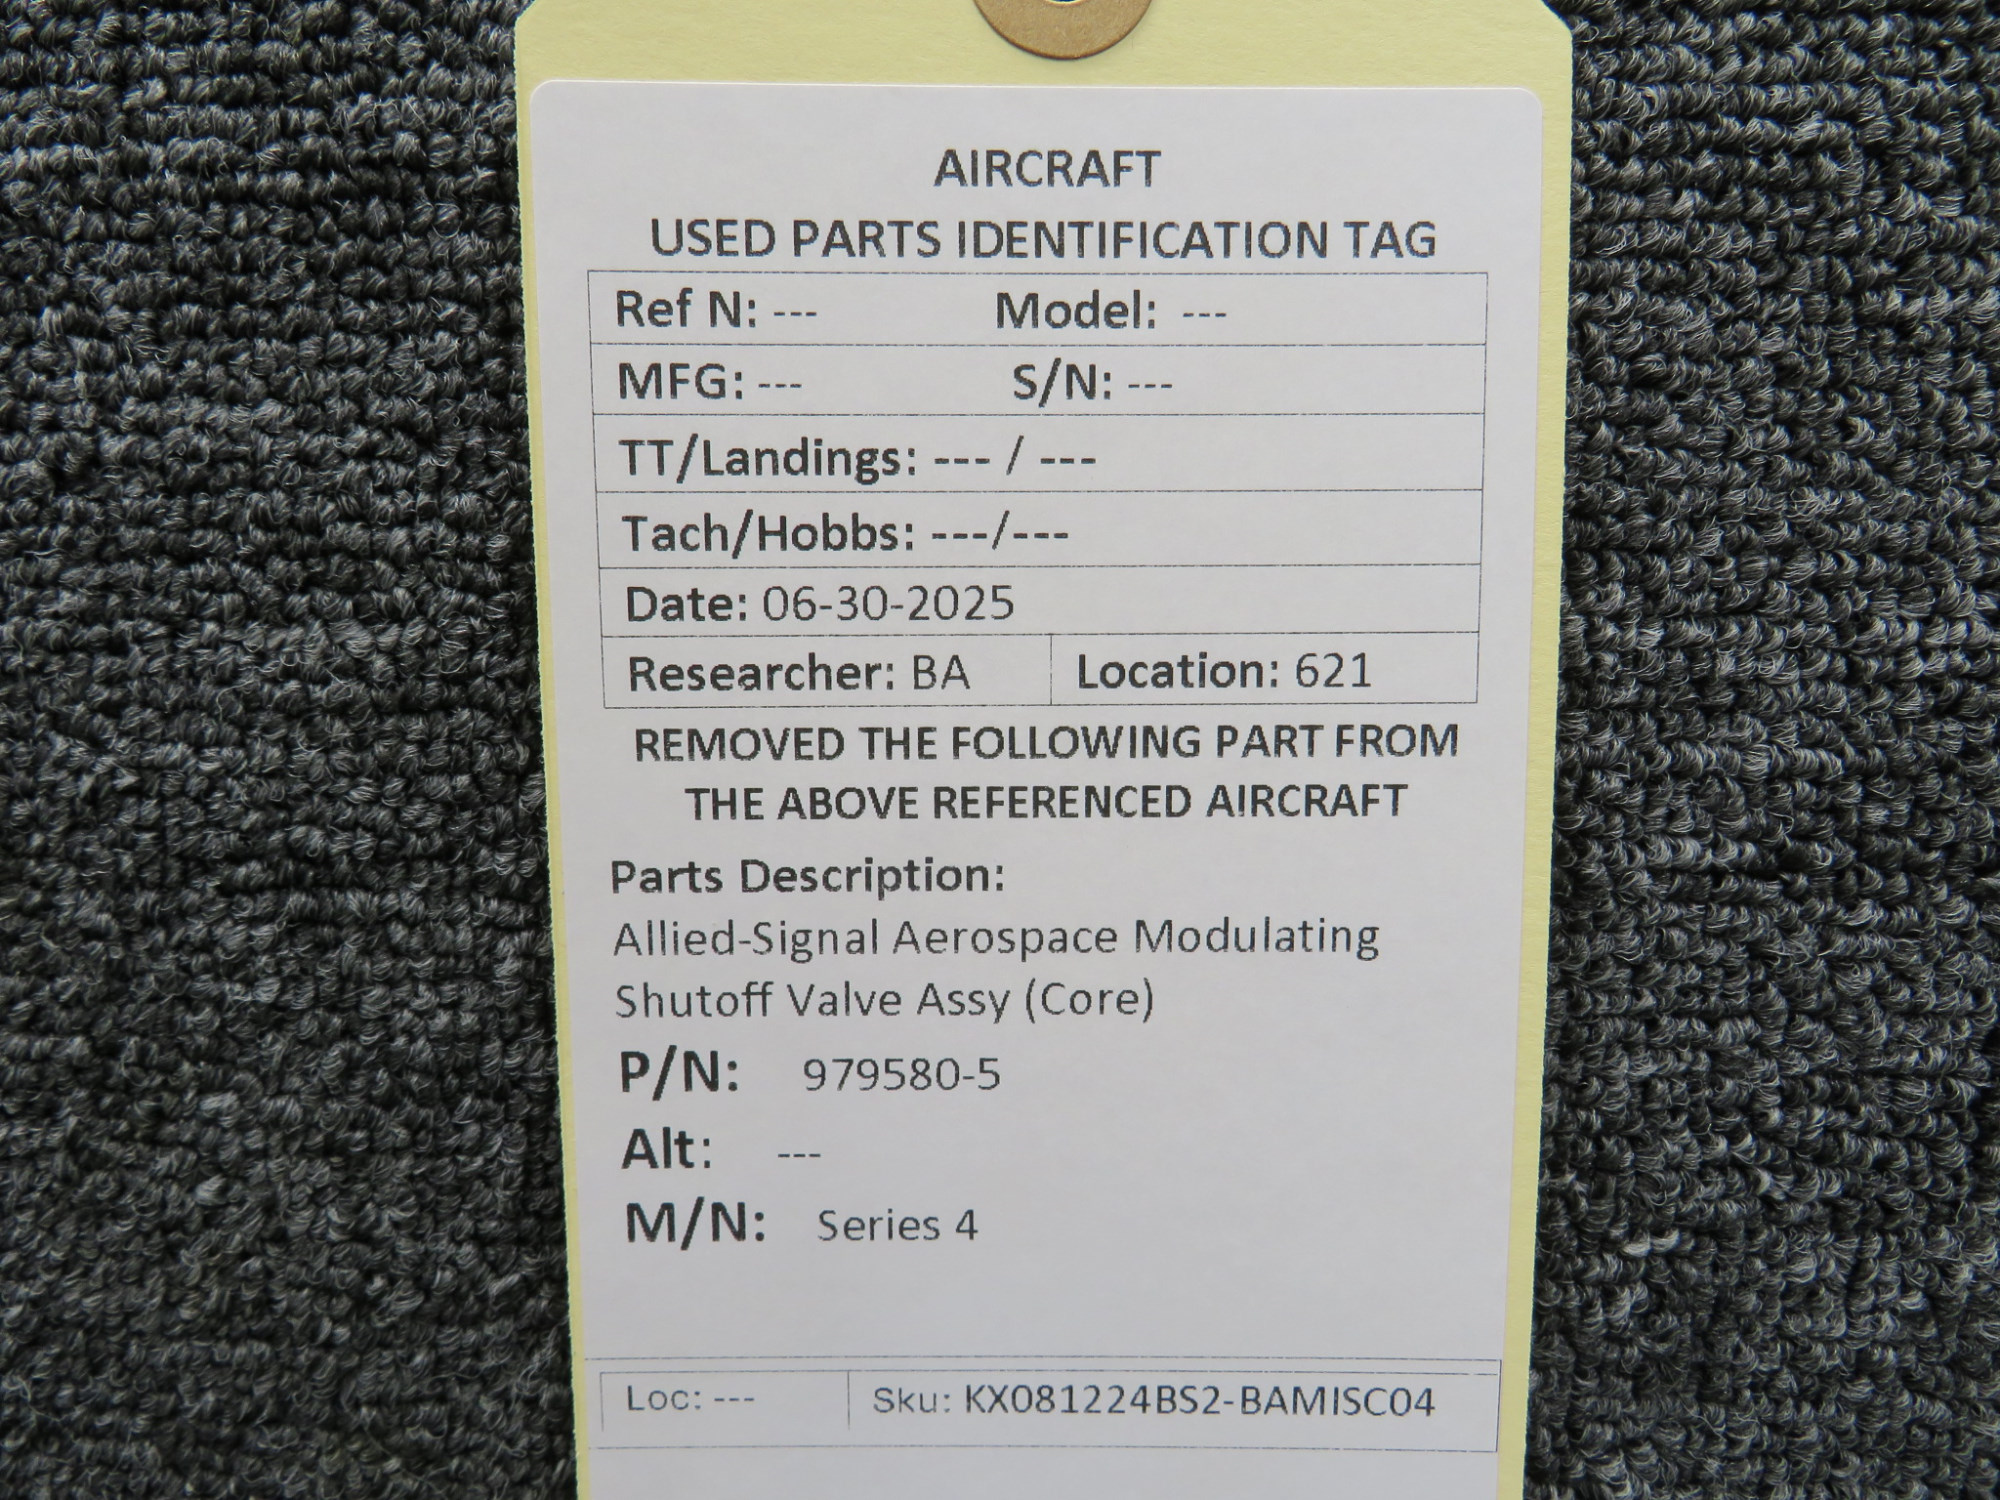 AIRCRAFT
USED PARTS IDENTIFICATION TAG
Ref N: --- Model: ---
MFG: --- S/N: ---
TT/Landings: --- / ---
Tach/Hobbs: ---/---
Date: 06-30-2025
Researcher: BA Location: 621
REMOVED THE FOLLOWING PART FROM
THE ABOVE REFERENCED AIRCRAFT
Parts Description:
Allied-Signal Aerospace Modulating
Shutoff Valve Assy (Core)
P/N: 979580-5
Alt: ---
M/N: Series 4
Loc: --- Sku: KX081224BS2-BAMISC04